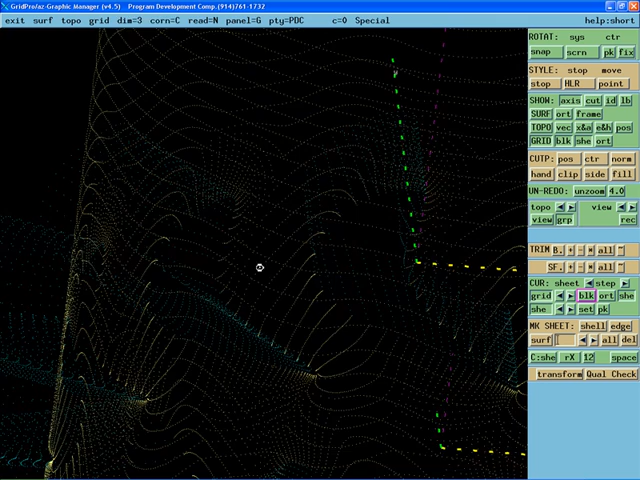 GridPro/az-Graphic Manager (v4.5) Program Development Comp.(914)761-1732
exit surf topo grid dim=3 corn=C read=N panel=G pty=PDC c=0 Special help:short
ROTAT: sys ctr
snap scrn pk fix
STYLE: stop move
stop HLR point
SHOW: axis cut id lb
SURF ort frame
TOPO vec x&a e&h pos
GRID blk she ort
CUTP: pos ctr norm
hand clip side fill
UN-REDO: unzoom 4.0
topo view
view grp rec
TRIM B. + - × all
SF. + - × all
CUR: sheet step
grid blk ort she
she set pk
MK SHEET: shell edge
surf all del
C:she rX 12 space
transform Qual Check